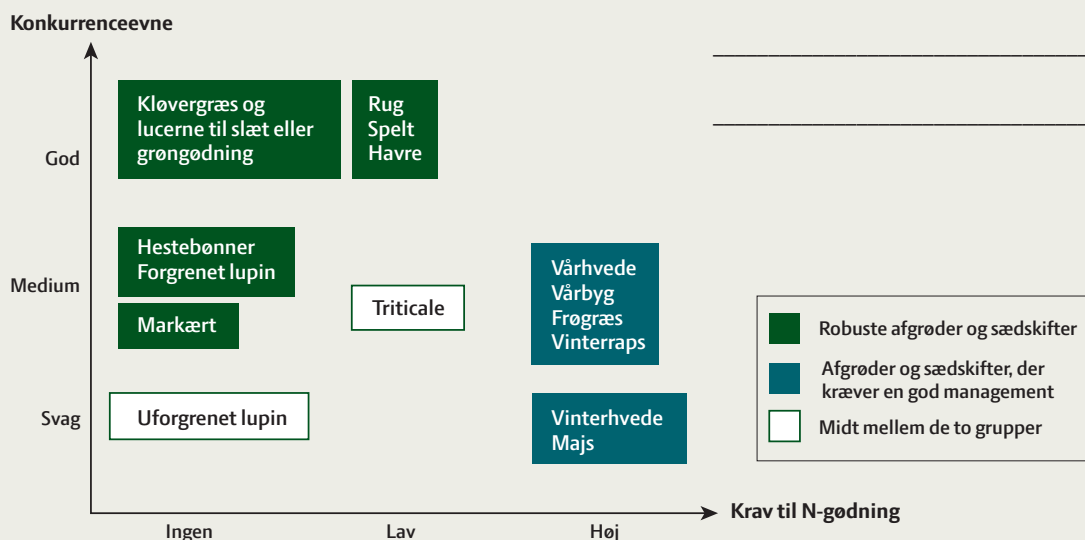 Konkurrenceevne
God
Medium
Svag
Kløvergræs og
lucerne til slæt eller
grøngødning
Rug
Spelt
Havre
Hestebønner
Forgrenet lupin
Markært
Triticale
Vårhvede
Vårbyg
Frøgræs
Vinterraps
Uforgrenet lupin
Vinterhvede
Majs
Robuste afgrøder og sædskifter
Afgrøder og sædskifter, der
kræver en god management
Midt mellem de to grupper
Ingen
Lav
Høj
Krav til N-gødning